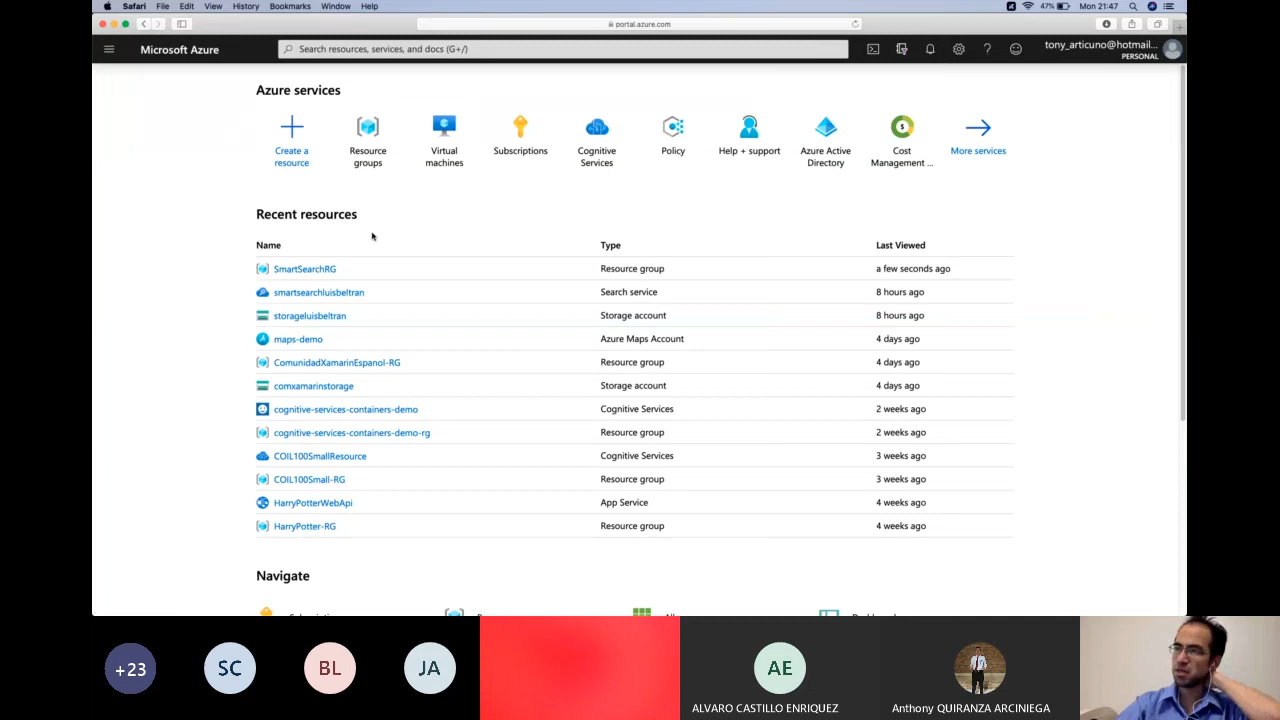 Safari File Edit View History Bookmarks Window Help 47% Mon 21:47
portal.azure.com
Microsoft Azure Search resources, services, and docs (G+/) tony_articuno@hotmail...
PERSONAL
Azure services
Create a resource
Resource groups
Virtual machines
Subscriptions
Cognitive Services
Policy
Help + support
Azure Active Directory
Cost Management ...
More services
Recent resources
Name Type Last Viewed
SmartSearchRG Resource group a few seconds ago
smartsearchluisbeltran Search service 8 hours ago
storageluisbeltran Storage account 8 hours ago
maps-demo Azure Maps Account 4 days ago
ComunidadXamarinEspanol-RG Resource group 4 days ago
comxamarinstorage Storage account 4 days ago
cognitive-services-containers-demo Cognitive Services 2 weeks ago
cognitive-services-containers-demo-rg Resource group 2 weeks ago
COIL100SmallResource Cognitive Services 3 weeks ago
COIL100Small-RG Resource group 3 weeks ago
HarryPotterWebApi App Service 4 weeks ago
HarryPotter-RG Resource group 4 weeks ago
Navigate
+23 SC BL JA AE
ALVARO CASTILLO ENRIQUEZ Anthony QUIRANZA ARCINIEGA